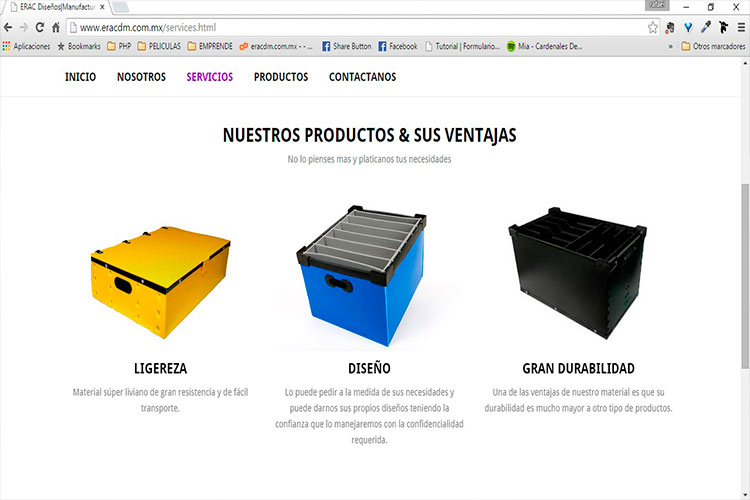 ERAC Diseños|Manufactur
rafael
www.eracdm.com.mx/services.html
Aplicaciones Bookmarks PHP PELICULAS EMPRENDE eracdm.com.mx - - ... Share Button Facebook Tutorial | Formulario... Mia - Cardenales De... » Otros marcadores
INICIO NOSOTROS SERVICIOS PRODUCTOS CONTACTANOS
NUESTROS PRODUCTOS & SUS VENTAJAS
No lo pienses mas y platicanos tus necesidades
LIGEREZA
Material súper liviano de gran resistencia y de fácil
transporte.
DISEÑO
Lo puede pedir a la medida de sus necesidades y
puede darnos sus propios diseños teniendo la
confianza que lo manejaremos con la confidencialidad
requerida.
GRAN DURABILIDAD
Una de las ventajas de nuestro material es que su
durabilidad es mucho mayor a otro tipo de productos.